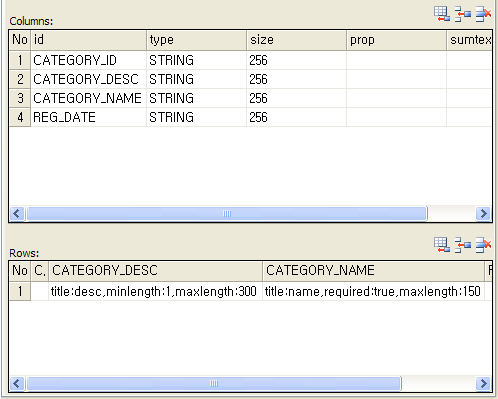 Columns:
No id type size prop sumtex
1 CATEGORY_ID STRING 256
2 CATEGORY_DESC STRING 256
3 CATEGORY_NAME STRING 256
4 REG_DATE STRING 256
Rows:
No C. CATEGORY_DESC CATEGORY_NAME
1 title:desc,minlength:1,maxlength:300 title:name,required:true,maxlength:150